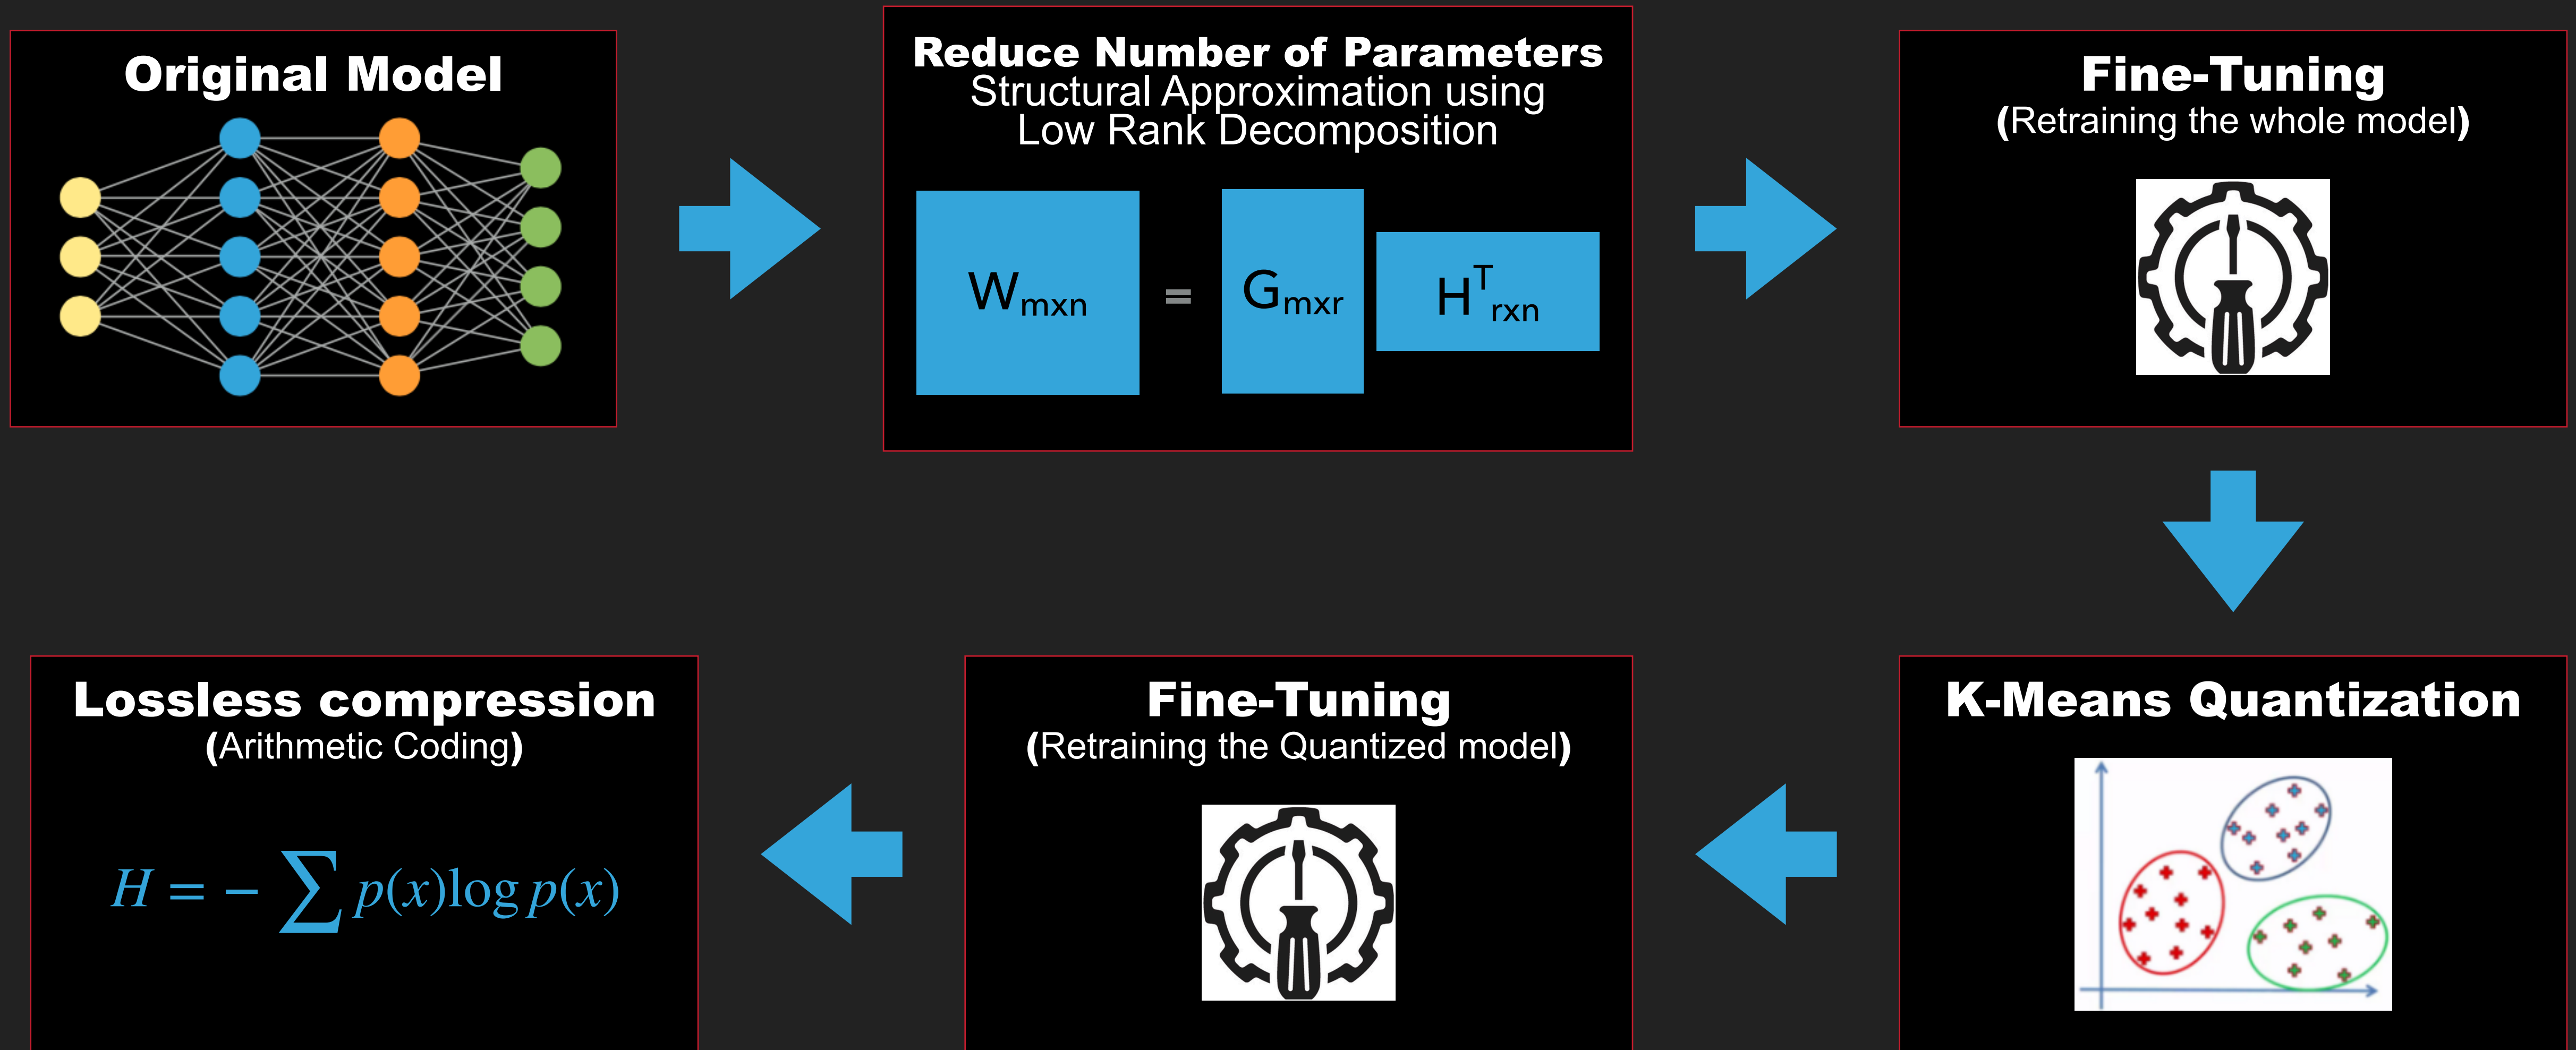 Original Model
Reduce Number of Parameters
Structural Approximation using
Low Rank Decomposition
Wmxn = Gmxr H^T rxn
Fine-Tuning
(Retraining the whole model)
K-Means Quantization
Fine-Tuning
(Retraining the Quantized model)
Lossless compression
(Arithmetic Coding)
H = − ∑ p(x)log p(x)